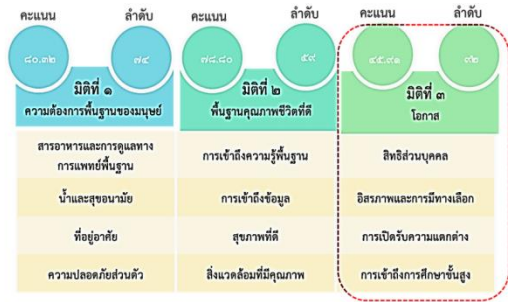 คะแนน ลำดับ คะแนน ลำดับ คะแนน ลำดับ
๘๐.๓๒ ๗๔ ๗๘.๘๐ ๕๙ ๔๕.๙๑ ๙๒
มิติที่ ๑
ความต้องการพื้นฐานของมนุษย์
สารอาหารและการดูแลทาง
การแพทย์พื้นฐาน
น้ำและสุขอนามัย
ที่อยู่อาศัย
ความปลอดภัยส่วนตัว
มิติที่ ๒
พื้นฐานคุณภาพชีวิตที่ดี
การเข้าถึงความรู้พื้นฐาน
การเข้าถึงข้อมูล
สุขภาพที่ดี
สิ่งแวดล้อมที่มีคุณภาพ
มิติที่ ๓
โอกาส
สิทธิส่วนบุคคล
อิสรภาพและการมีทางเลือก
การเปิดรับความแตกต่าง
การเข้าถึงการศึกษาขั้นสูง